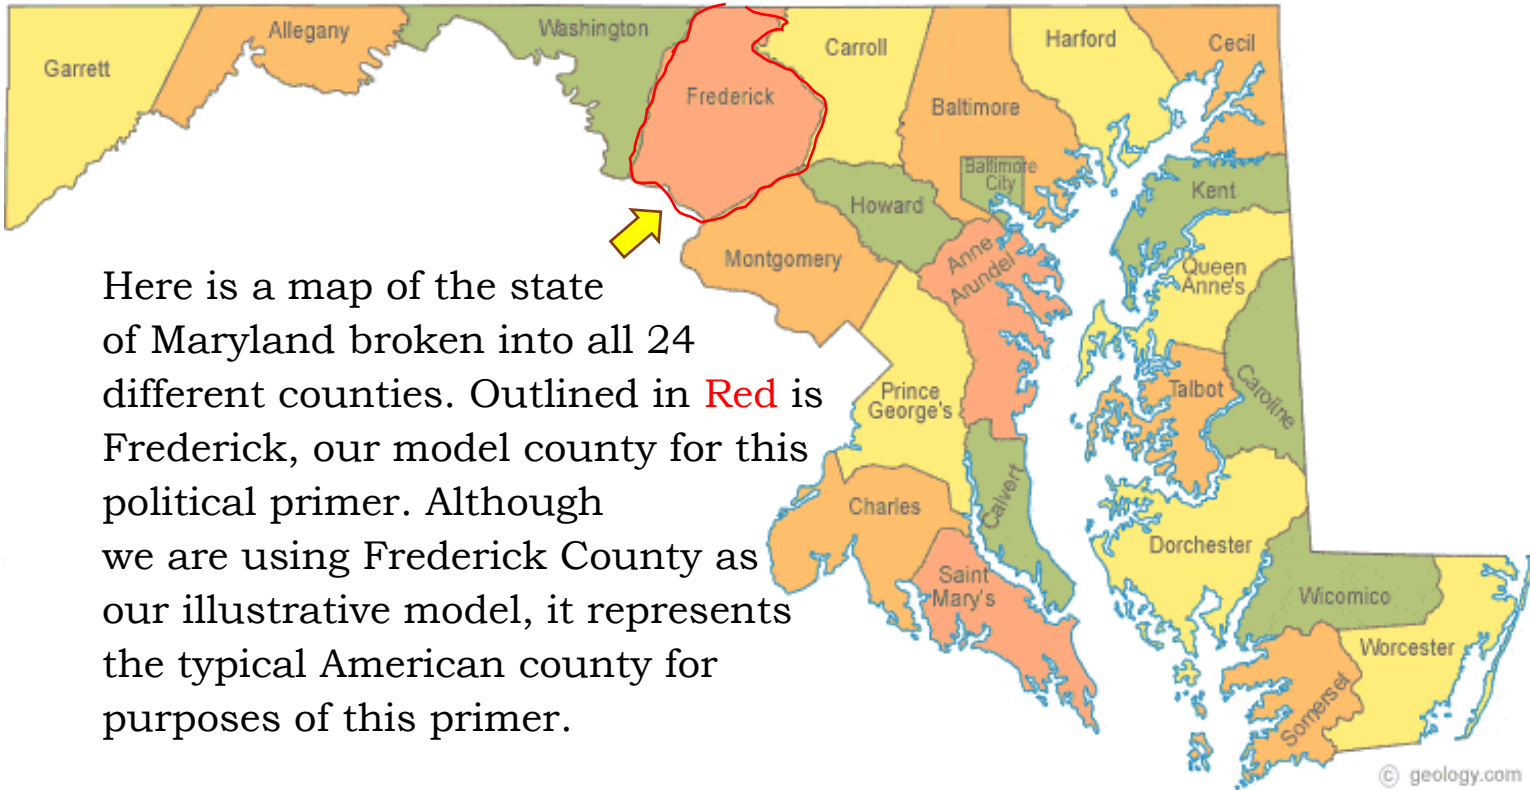 Garrett
Allegany
Washington
Frederick
Carroll
Baltimore
Harford
Cecil
Baltimore
City
Howard
Kent
Montgomery
Anne
Arundel
Queen
Anne's
Here is a map of the state
of Maryland broken into all 24
different counties. Outlined in Red is
Frederick, our model county for this
political primer. Although
we are using Frederick County as
our illustrative model, it represents
the typical American county for
purposes of this primer.
Prince
George's
Talbot
Caroline
Charles
Calvert
Dorchester
Saint
Mary's
Wicomico
Worcester
Somerset
© geology.com